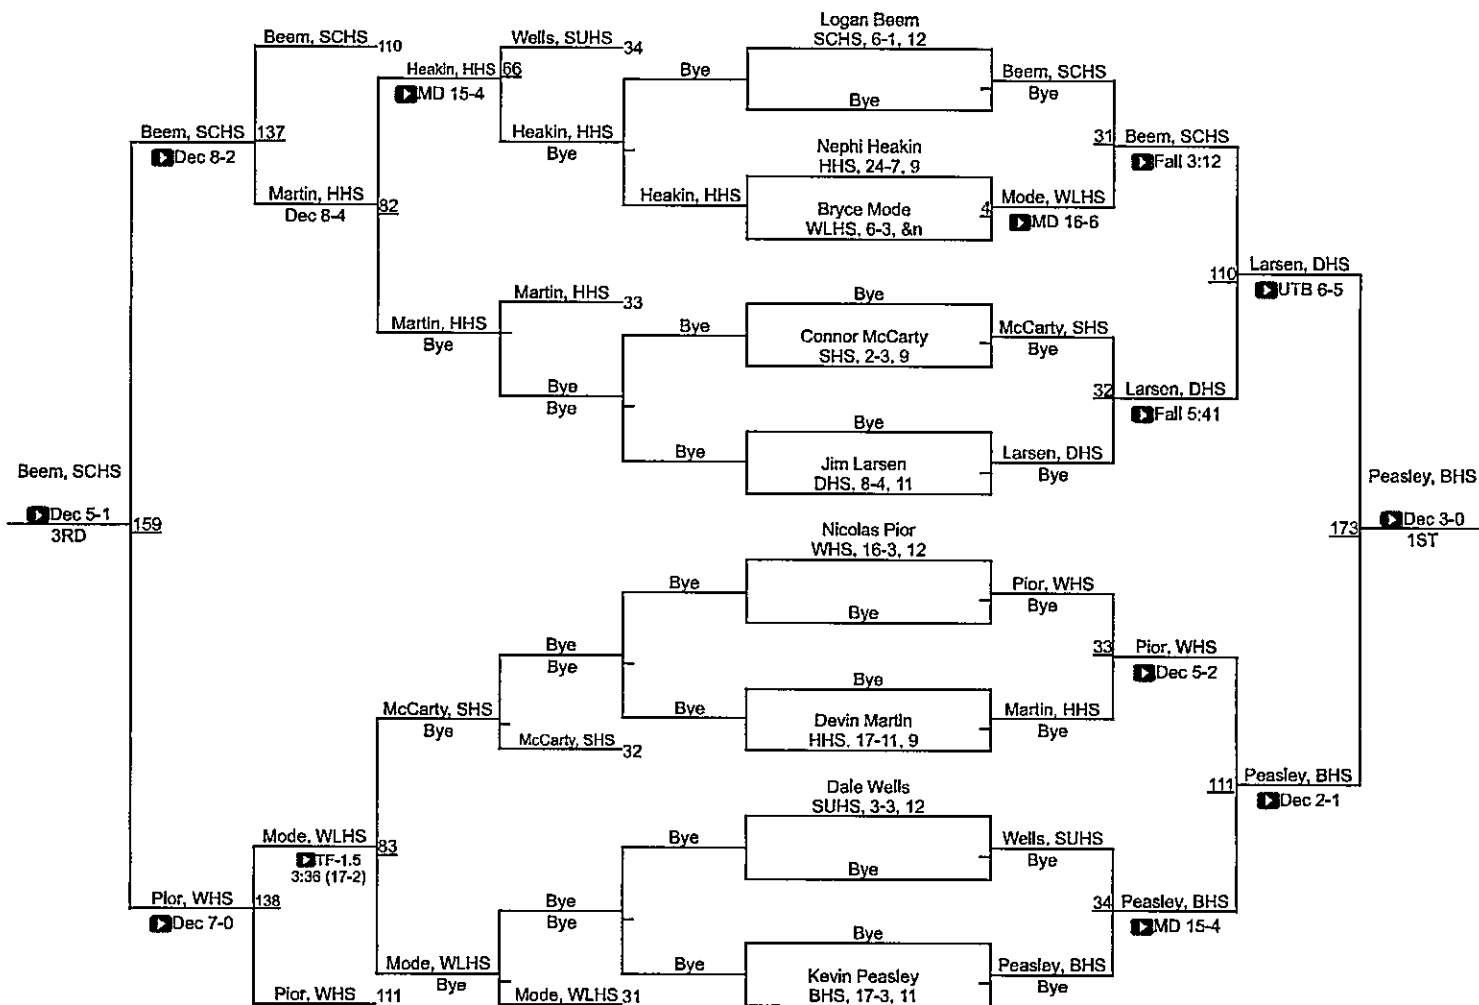 Logan Beem
SCHS, 6-1, 12
Beem, SCHS 110
Wells, SUHS 34
Heakin, HHS 66
MD 15-4
Bye
Bye
Beem, SCHS
Bye
Beem, SCHS 137
Dec 8-2
Heakin, HHS
Bye
Nephi Heakin
HHS, 24-7, 9
31 Beem, SCHS
Fall 3:12
Martin, HHS
Dec 8-4
82
Heakin, HHS
Bryce Mode
WLHS, 6-3, &n
4 Mode, WLHS
MD 16-6
110 Larsen, DHS
UTB 6-5
Martin, HHS 33
Martin, HHS
Bye
Bye
Bye
Connor McCarty
SHS, 2-3, 9
McCarty, SHS
Bye
Bye
Bye
32 Larsen, DHS
Fall 5:41
Bye
Bye
Jim Larsen
DHS, 8-4, 11
Larsen, DHS
Bye
Beem, SCHS
Dec 5-1
3RD
159
Peasley, BHS
173 Dec 3-0
1ST
Nicolas Pior
WHS, 16-3, 12
Bye
Bye
Pior, WHS
Bye
Bye
Bye
33 Pior, WHS
Dec 5-2
McCarty, SHS
Bye
McCarty, SHS 32
Bye
Bye
Devin Martin
HHS, 17-11, 9
Martin, HHS
Bye
111 Peasley, BHS
Dec 2-1
Dale Wells
SUHS, 3-3, 12
Mode, WLHS 83
TF-1.5
3:36 (17-2)
Bye
Bye
Wells, SUHS
Bye
Pior, WHS 138
Dec 7-0
Bye
Bye
34 Peasley, BHS
MD 15-4
Mode, WLHS
Bye
Bye
Bye
Kevin Peasley
BHS, 17-3, 11
Peasley, BHS
Bye
Pior, WHS 111
Mode, WLHS 31